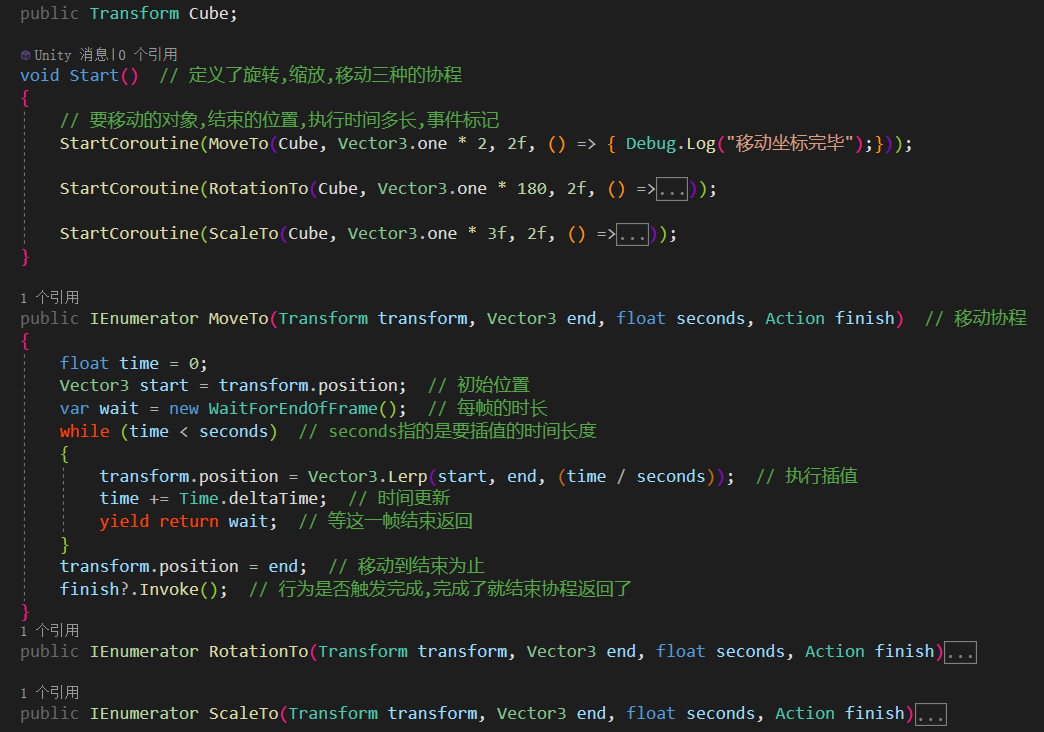 public Transform Cube;
Unity 消息|0 个引用
void Start()  // 定义了旋转,缩放,移动三种的协程
{
// 要移动的对象,结束的位置,执行时间多长,事件标记
StartCoroutine(MoveTo(Cube, Vector3.one * 2, 2f, () => { Debug.Log("移动坐标完毕");}));
StartCoroutine(RotationTo(Cube, Vector3.one * 180, 2f, () =>...));
StartCoroutine(ScaleTo(Cube, Vector3.one * 3f, 2f, () =>...));
}
1 个引用
public IEnumerator MoveTo(Transform transform, Vector3 end, float seconds, Action finish)  // 移动协程
{
float time = 0;
Vector3 start = transform.position;  // 初始位置
var wait = new WaitForEndOfFrame();  // 每帧的时长
while (time < seconds)  // seconds指的是要插值的时间长度
{
transform.position = Vector3.Lerp(start, end, (time / seconds));  // 执行插值
time += Time.deltaTime;  // 时间更新
yield return wait;  // 等这一帧结束返回
}
transform.position = end;  // 移动到结束为止
finish?.Invoke();  // 行为是否触发完成,完成了就结束协程返回了
}
1 个引用
public IEnumerator RotationTo(Transform transform, Vector3 end, float seconds, Action finish)...
1 个引用
public IEnumerator ScaleTo(Transform transform, Vector3 end, float seconds, Action finish)...